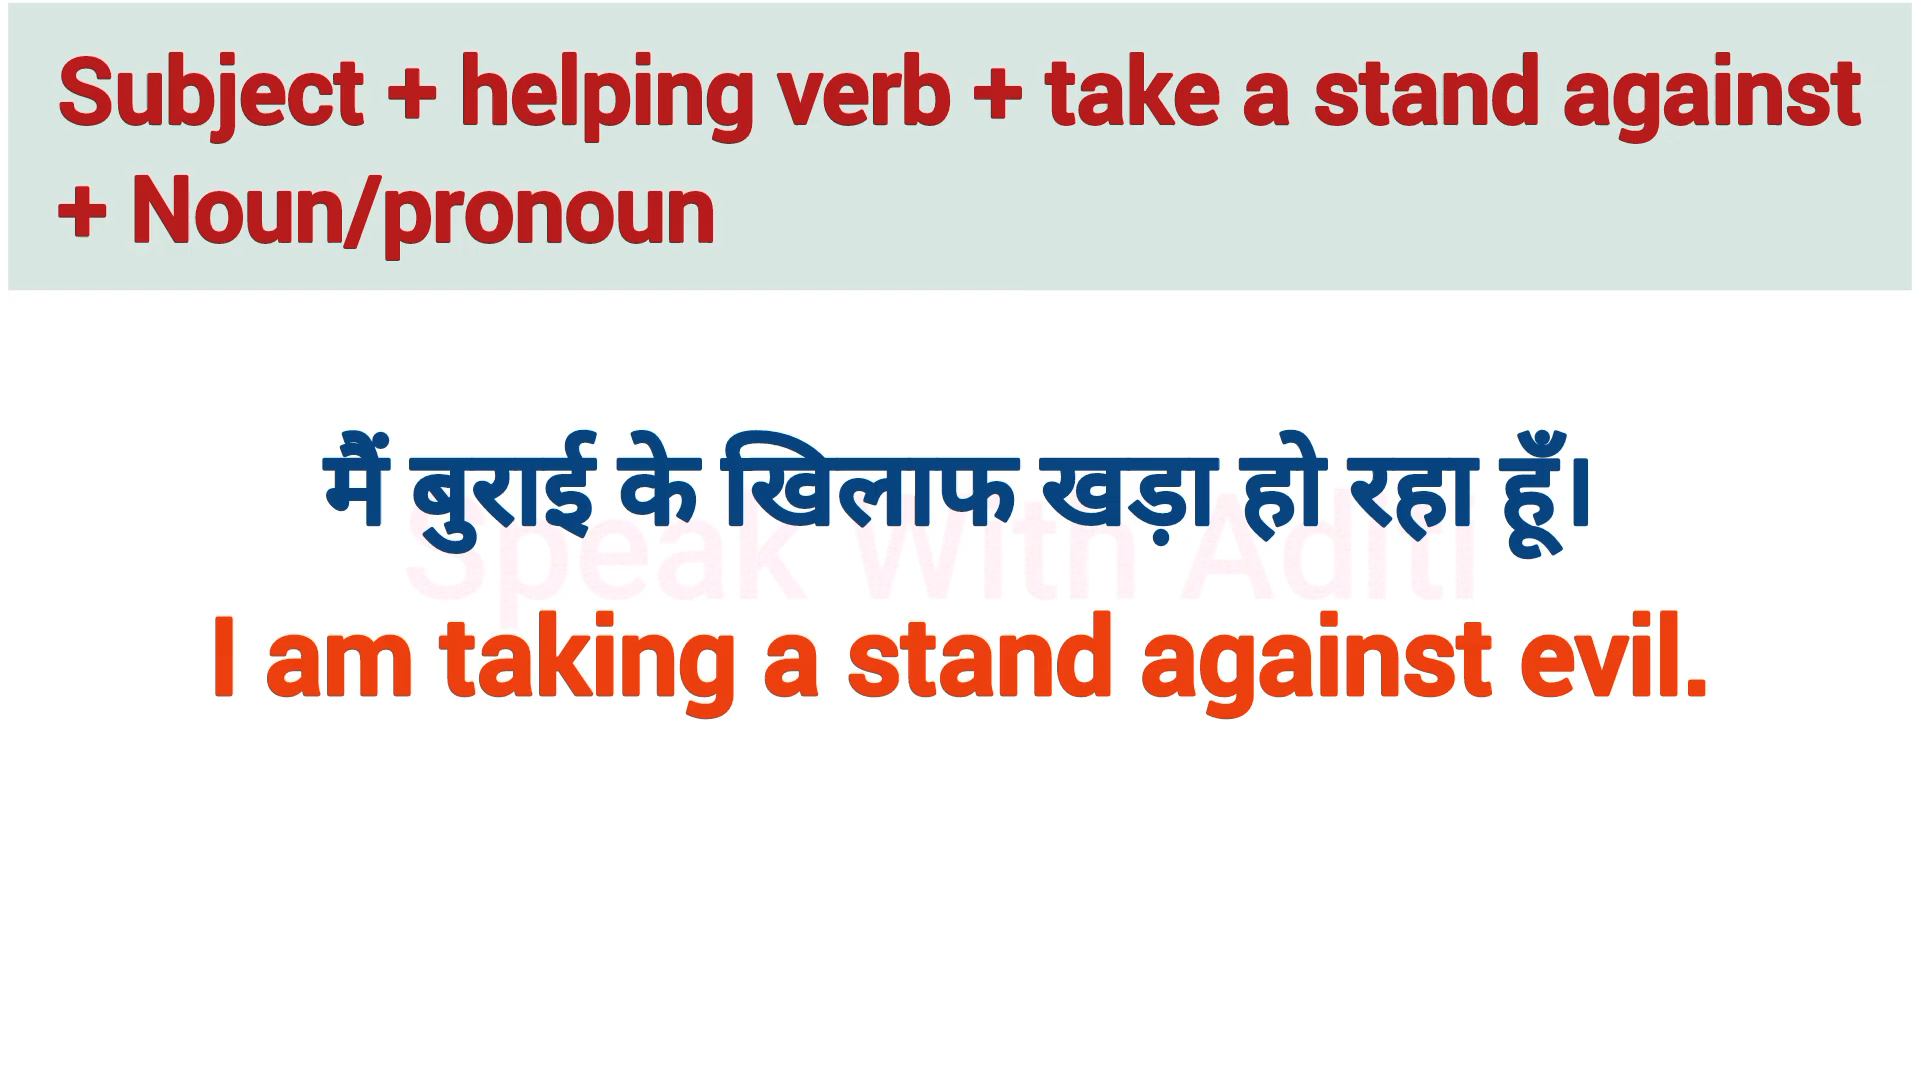 Subject + helping verb + take a stand against
+ Noun/pronoun
मैं बुराई के खिलाफ खड़ा हो रहा हूँ।
Speak With Aditi
I am taking a stand against evil.